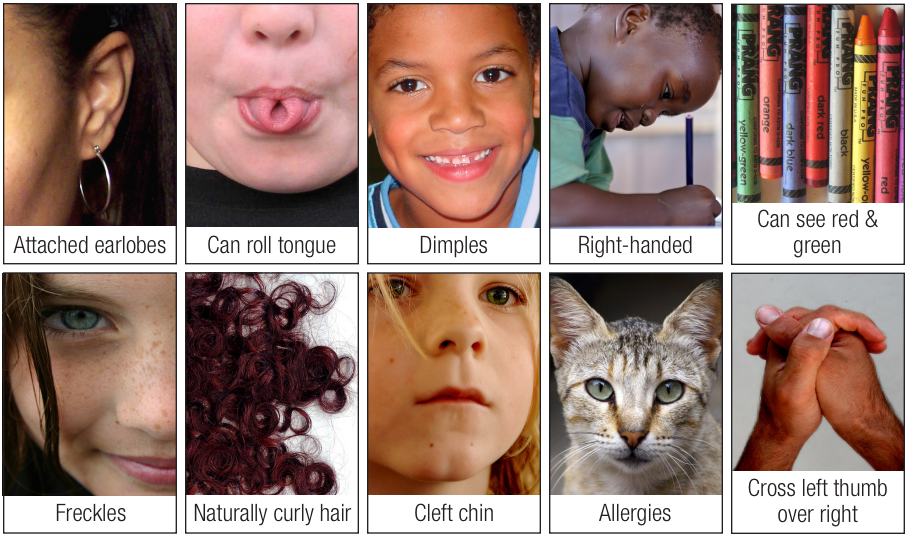 PRANG
PRANG
PRANG
PRANG
PRANG
PRANG
PRANG
FUN PRO
yellow-green
orange
dark blue
dark red
black
yellow-o
red
Attached earlobes
Can roll tongue
Dimples
Right-handed
Can see red &
green
Freckles
Naturally curly hair
Cleft chin
Allergies
Cross left thumb
over right